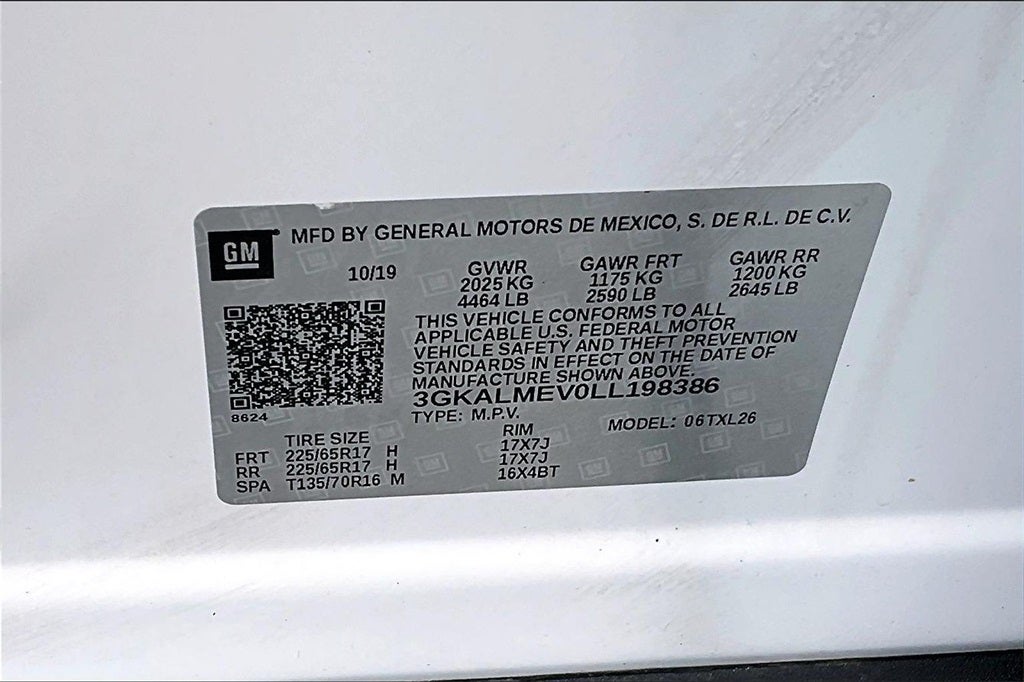 GM
MFD BY GENERAL MOTORS DE MEXICO, S. DE R.L. DE C.V.
10/19 GVWR GAWR FRT GAWR RR
2025 KG 1175 KG 1200 KG
4464 LB 2590 LB 2645 LB
THIS VEHICLE CONFORMS TO ALL
APPLICABLE U.S. FEDERAL MOTOR
VEHICLE SAFETY AND THEFT PREVENTION
STANDARDS IN EFFECT ON THE DATE OF
MANUFACTURE SHOWN ABOVE.
3GKALMEV0LL198386
8624
TYPE: M.P.V. MODEL: 06TXL26
TIRE SIZE RIM
FRT 225/65R17 H 17X7J
RR 225/65R17 H 17X7J
SPA T135/70R16 M 16X4BT